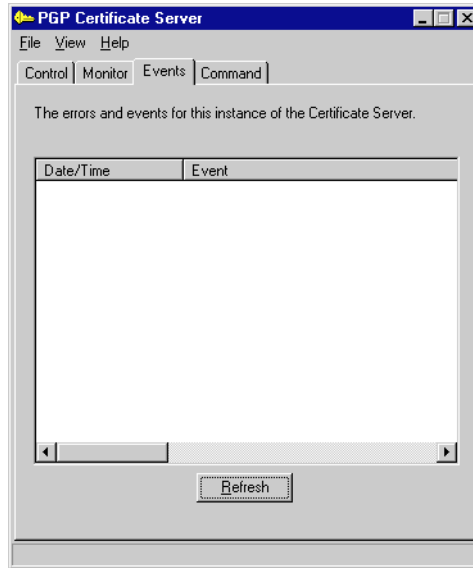 PGP Certificate Server
File View Help
Control Monitor Events Command
The errors and events for this instance of the Certificate Server.
Date/Time Event
Refresh